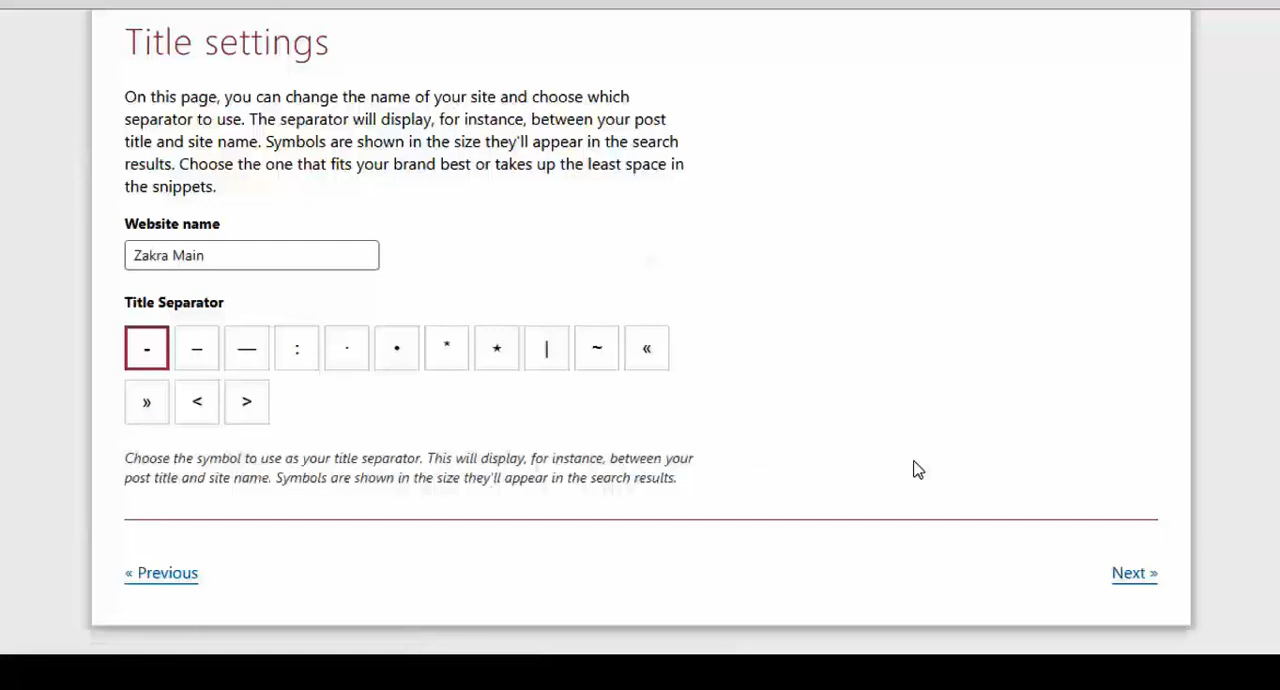 Title settings
On this page, you can change the name of your site and choose which
separator to use. The separator will display, for instance, between your post
title and site name. Symbols are shown in the size they'll appear in the search
results. Choose the one that fits your brand best or takes up the least space in
the snippets.
Website name
Zakra Main
Title Separator
- – — : · • * ⋆ | ~ «
» < >
Choose the symbol to use as your title separator. This will display, for instance, between your
post title and site name. Symbols are shown in the size they'll appear in the search results.
« Previous
Next »